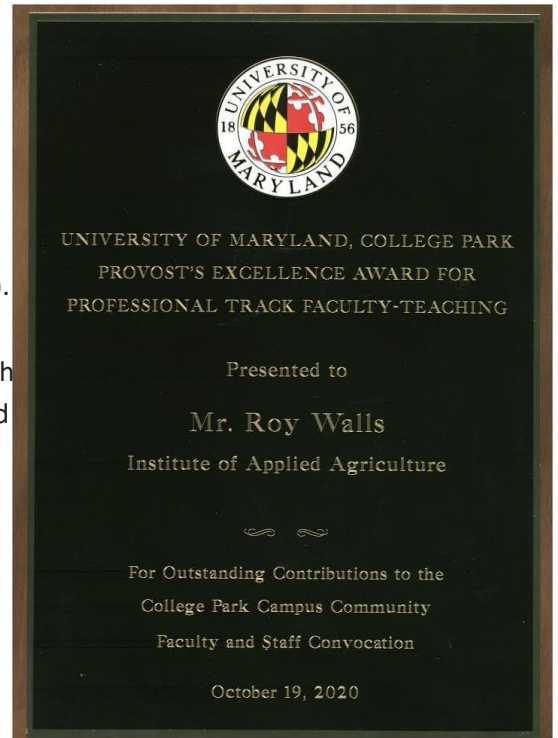 UNIVERSITY OF
18 56
MARYLAND
UNIVERSITY OF MARYLAND, COLLEGE PARK
PROVOST'S EXCELLENCE AWARD FOR
PROFESSIONAL TRACK FACULTY-TEACHING
Presented to
Mr. Roy Walls
Institute of Applied Agriculture
For Outstanding Contributions to the
College Park Campus Community
Faculty and Staff Convocation
October 19, 2020